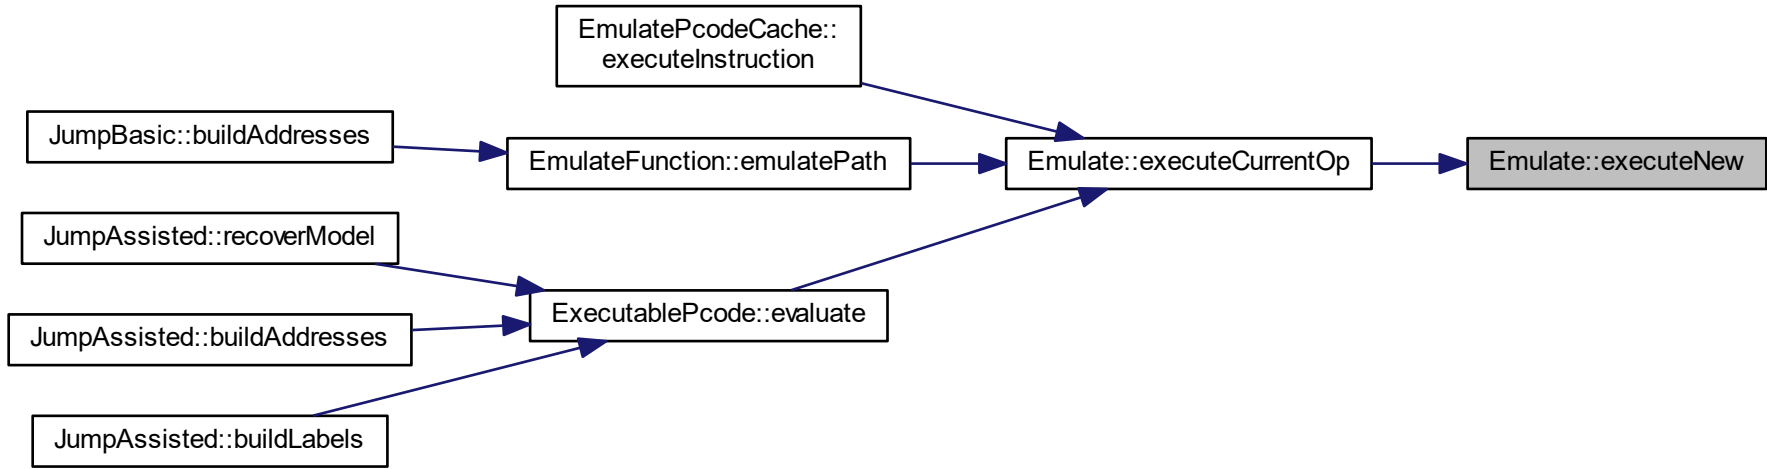 EmulatePcodeCache::
executeInstruction
JumpBasic::buildAddresses
EmulateFunction::emulatePath
Emulate::executeCurrentOp
Emulate::executeNew
JumpAssisted::recoverModel
ExecutablePcode::evaluate
JumpAssisted::buildAddresses
JumpAssisted::buildLabels